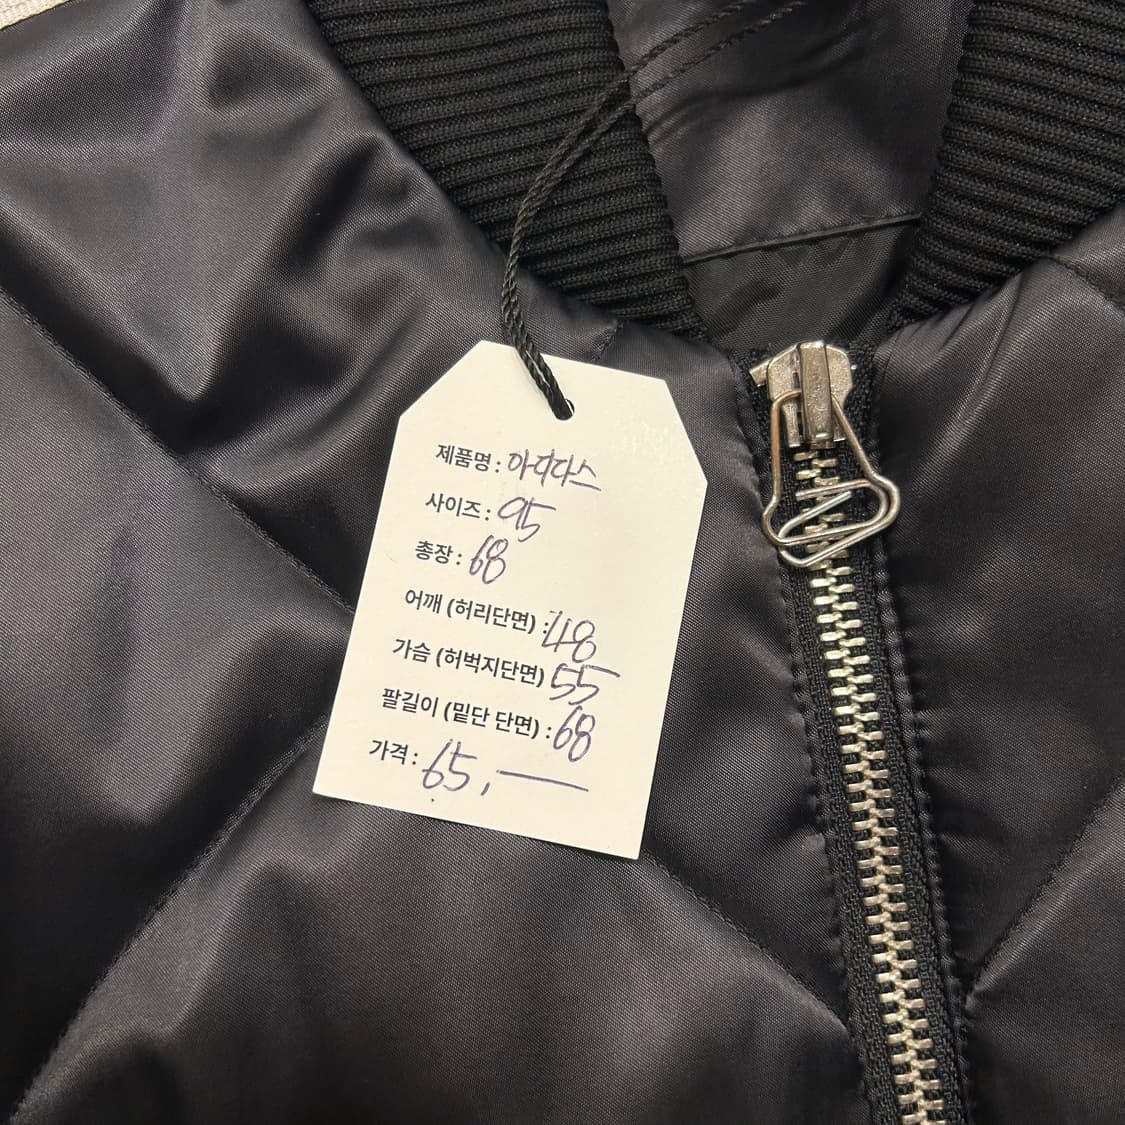 제품명 : 아디다스
사이즈 : 95
총장 : 68
어깨 (허리단면) : 48
가슴 (허벅지단면) 55
팔길이 (밑단 단면) : 68
가격 : 65,—